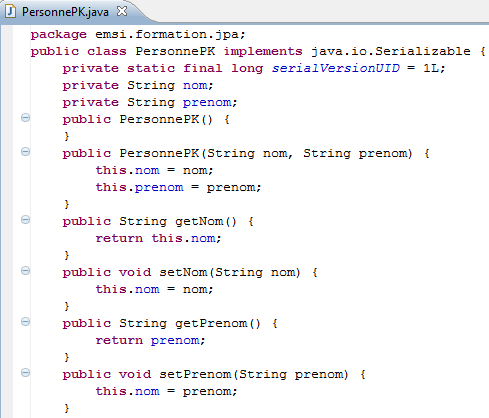 PersonnePK.java
package emsi.formation.jpa;
public class PersonnePK implements java.io.Serializable {
    private static final long serialVersionUID = 1L;
    private String nom;
    private String prenom;
    public PersonnePK() {
    }
    public PersonnePK(String nom, String prenom) {
        this.nom = nom;
        this.prenom = prenom;
    }
    public String getNom() {
        return this.nom;
    }
    public void setNom(String nom) {
        this.nom = nom;
    }
    public String getPrenom() {
        return prenom;
    }
    public void setPrenom(String prenom) {
        this.nom = prenom;
    }